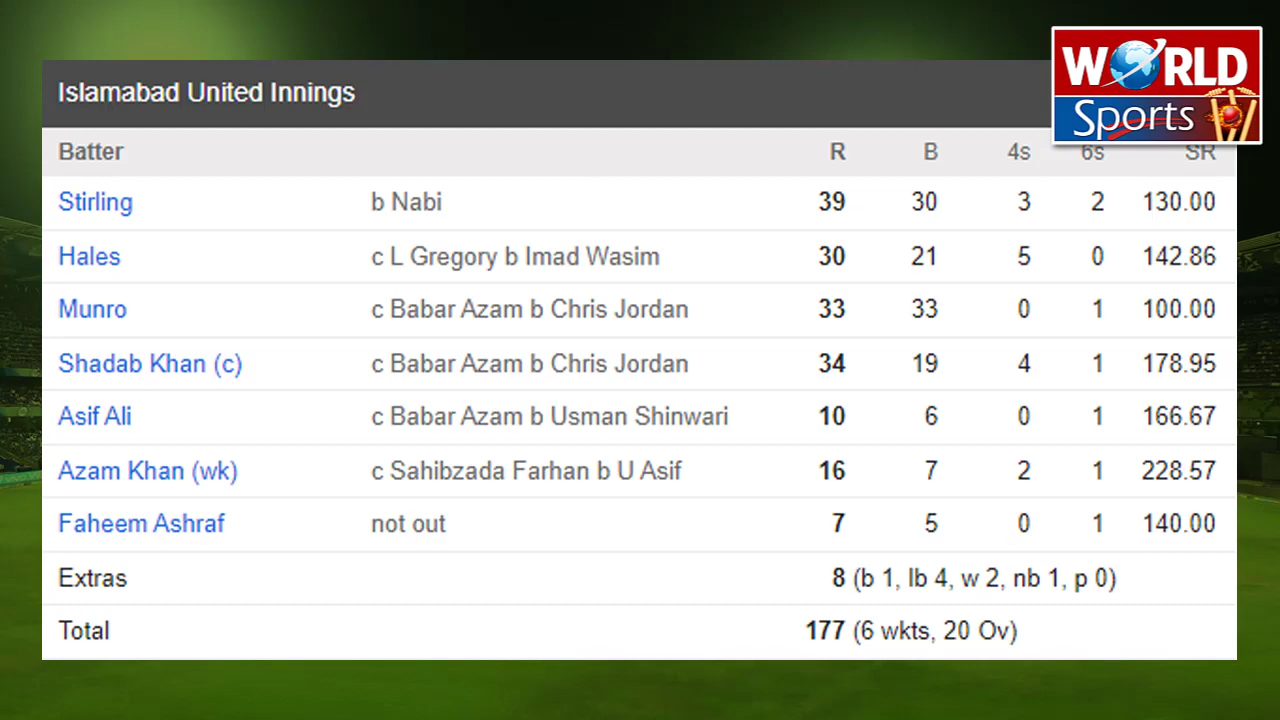 WORLD
Sports
Islamabad United Innings
Batter R B 4s 6s SR
Stirling b Nabi 39 30 3 2 130.00
Hales c L Gregory b Imad Wasim 30 21 5 0 142.86
Munro c Babar Azam b Chris Jordan 33 33 0 1 100.00
Shadab Khan (c) c Babar Azam b Chris Jordan 34 19 4 1 178.95
Asif Ali c Babar Azam b Usman Shinwari 10 6 0 1 166.67
Azam Khan (wk) c Sahibzada Farhan b U Asif 16 7 2 1 228.57
Faheem Ashraf not out 7 5 0 1 140.00
Extras 8 (b 1, lb 4, w 2, nb 1, p 0)
Total 177 (6 wkts, 20 Ov)